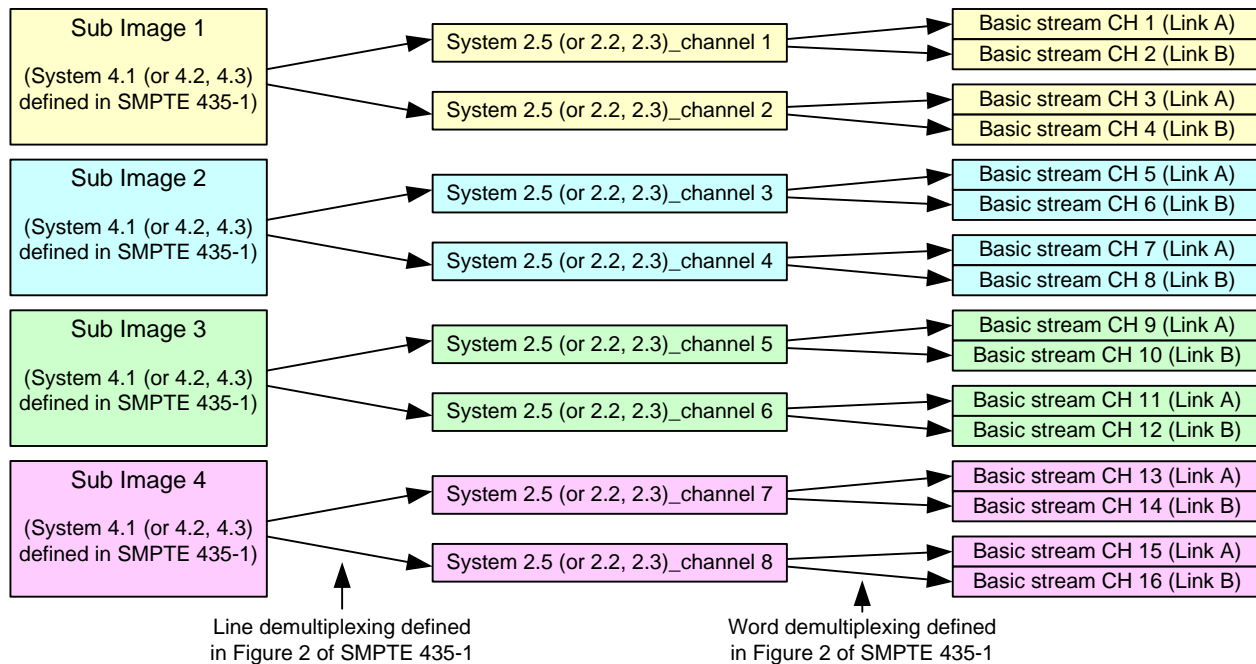 Sub Image 1
(System 4.1 (or 4.2, 4.3)
defined in SMPTE 435-1)
System 2.5 (or 2.2, 2.3)_channel 1
System 2.5 (or 2.2, 2.3)_channel 2
Basic stream CH 1 (Link A)
Basic stream CH 2 (Link B)
Basic stream CH 3 (Link A)
Basic stream CH 4 (Link B)
Sub Image 2
(System 4.1 (or 4.2, 4.3)
defined in SMPTE 435-1)
System 2.5 (or 2.2, 2.3)_channel 3
System 2.5 (or 2.2, 2.3)_channel 4
Basic stream CH 5 (Link A)
Basic stream CH 6 (Link B)
Basic stream CH 7 (Link A)
Basic stream CH 8 (Link B)
Sub Image 3
(System 4.1 (or 4.2, 4.3)
defined in SMPTE 435-1)
System 2.5 (or 2.2, 2.3)_channel 5
System 2.5 (or 2.2, 2.3)_channel 6
Basic stream CH 9 (Link A)
Basic stream CH 10 (Link B)
Basic stream CH 11 (Link A)
Basic stream CH 12 (Link B)
Sub Image 4
(System 4.1 (or 4.2, 4.3)
defined in SMPTE 435-1)
System 2.5 (or 2.2, 2.3)_channel 7
System 2.5 (or 2.2, 2.3)_channel 8
Basic stream CH 13 (Link A)
Basic stream CH 14 (Link B)
Basic stream CH 15 (Link A)
Basic stream CH 16 (Link B)
Line demultiplexing defined
in Figure 2 of SMPTE 435-1
Word demultiplexing defined
in Figure 2 of SMPTE 435-1